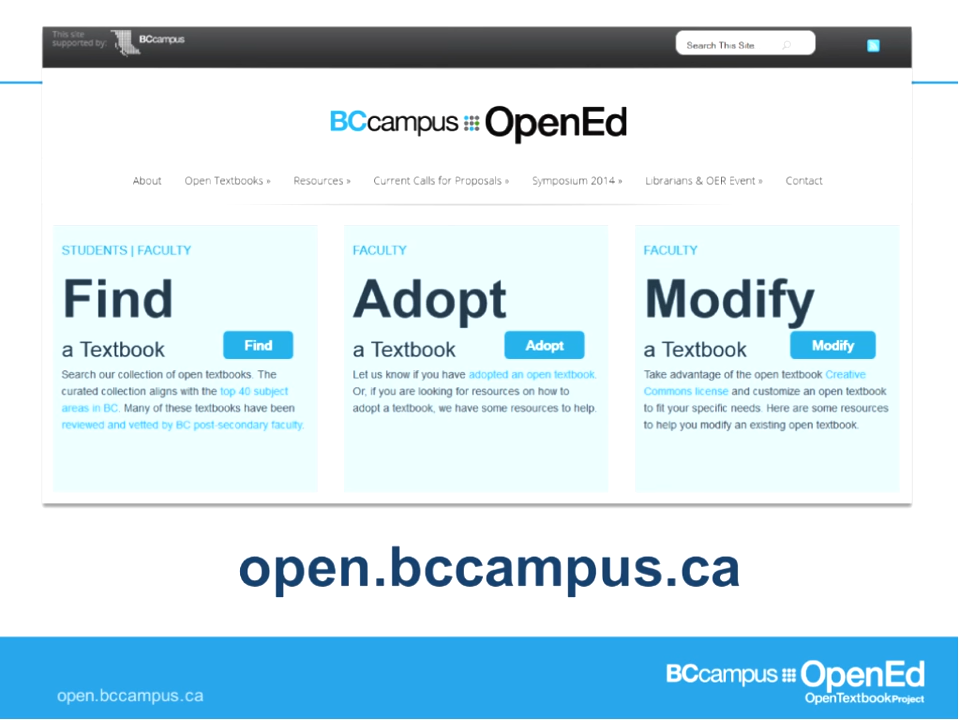 This site
supported by: BCcampus
Search This Site
BCcampus OpenEd
About Open Textbooks » Resources » Current Calls for Proposals » Symposium 2014 » Librarians & OER Event » Contact
STUDENTS | FACULTY
Find
a Textbook Find
Search our collection of open textbooks. The
curated collection aligns with the top 40 subject
areas in BC. Many of these textbooks have been
reviewed and vetted by BC post-secondary faculty.
FACULTY
Adopt
a Textbook Adopt
Let us know if you have adopted an open textbook.
Or, if you are looking for resources on how to
adopt a textbook, we have some resources to help.
FACULTY
Modify
a Textbook Modify
Take advantage of the open textbook Creative
Commons license and customize an open textbook
to fit your specific needs. Here are some resources
to help you modify an existing open textbook.
open.bccampus.ca
open.bccampus.ca
BCcampus OpenEd
OpenTextbookProject